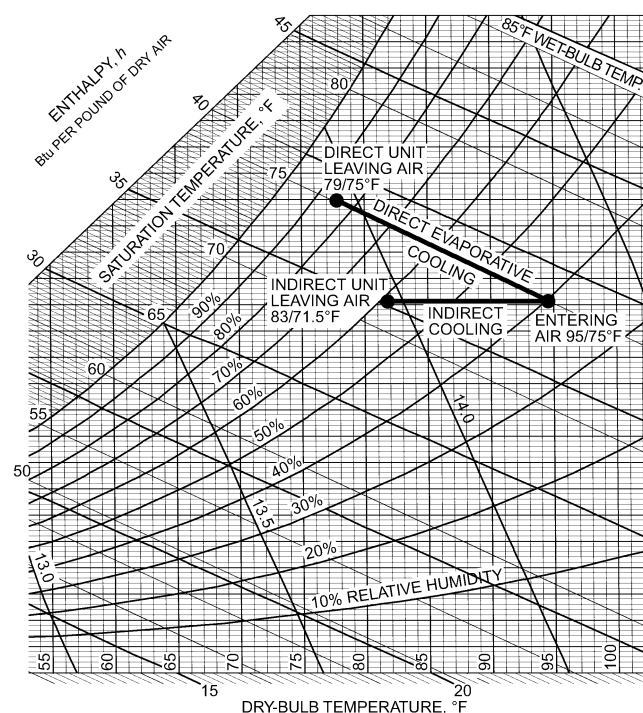 45
85°F WET-BULB TEMP
ENTHALPY, h
Btu PER POUND OF DRY AIR
40
SATURATION TEMPERATURE, °F
80
35
DIRECT UNIT
LEAVING AIR
79/75°F
75
DIRECT EVAPORATIVE
COOLING
70
30
INDIRECT UNIT
LEAVING AIR
83/71.5°F
INDIRECT
COOLING
ENTERING
AIR 95/75°F
65
90%
80%
70%
60%
60
55
50%
14.0
40%
50
30%
13.5
20%
13.0
10% RELATIVE HUMIDITY
55
60
65
70
75
80
85
90
95
100
15
20
DRY-BULB TEMPERATURE, °F